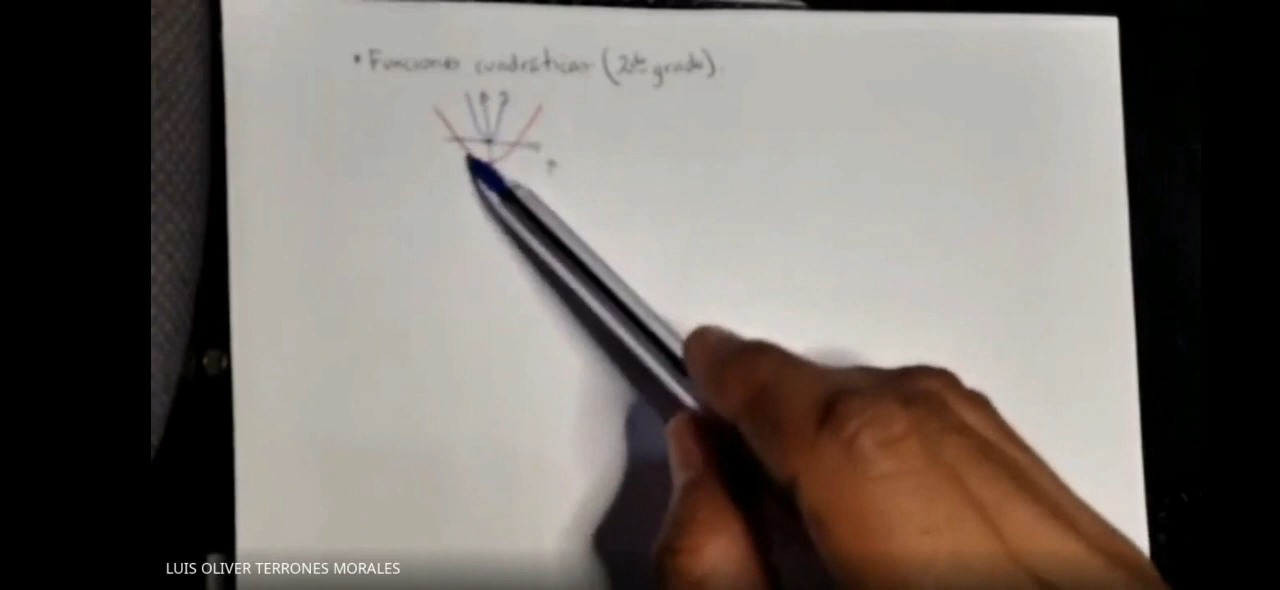 • Funciones cuadráticas (2do grado).
LUIS OLIVER TERRONES MORALES